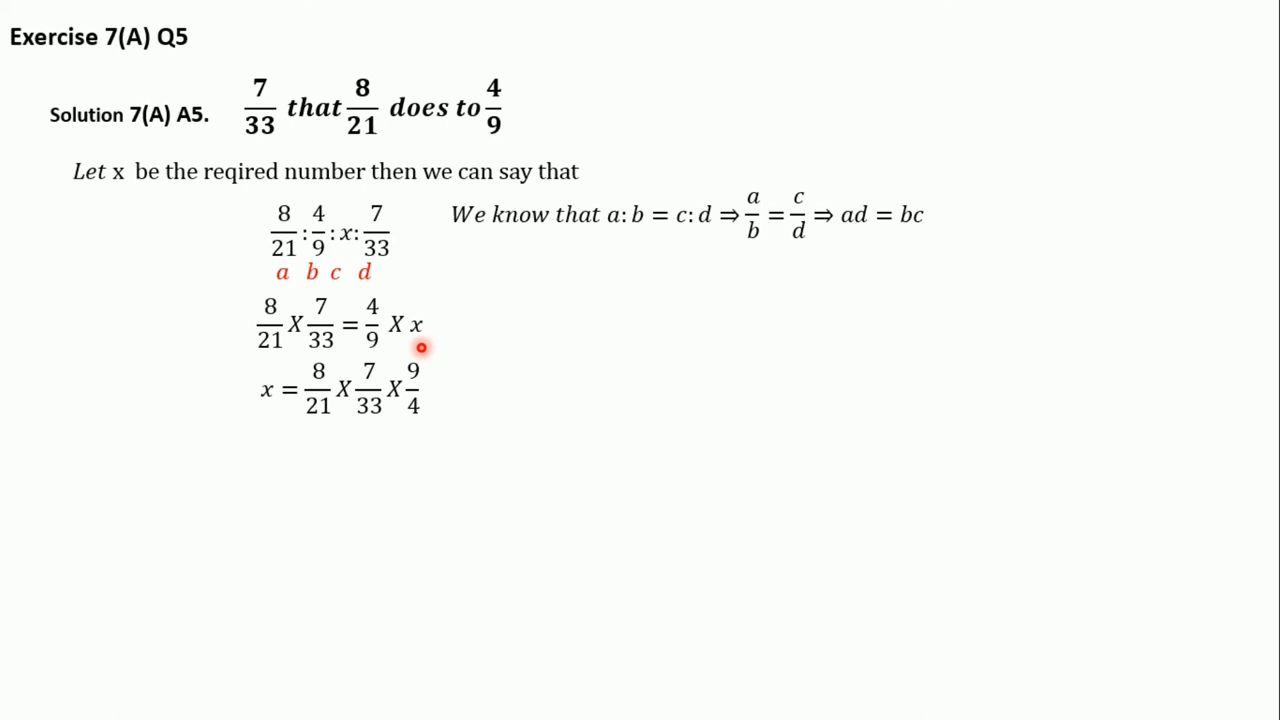 Exercise 7(A) Q5
Solution 7(A) A5. 7/33 that 8/21 does to 4/9
Let x be the reqired number then we can say that
8/21 : 4/9 : x : 7/33 We know that a: b = c: d ⇒ a/b = c/d ⇒ ad = bc
a b c d
8/21 X 7/33 = 4/9 X x
x = 8/21 X 7/33 X 9/4